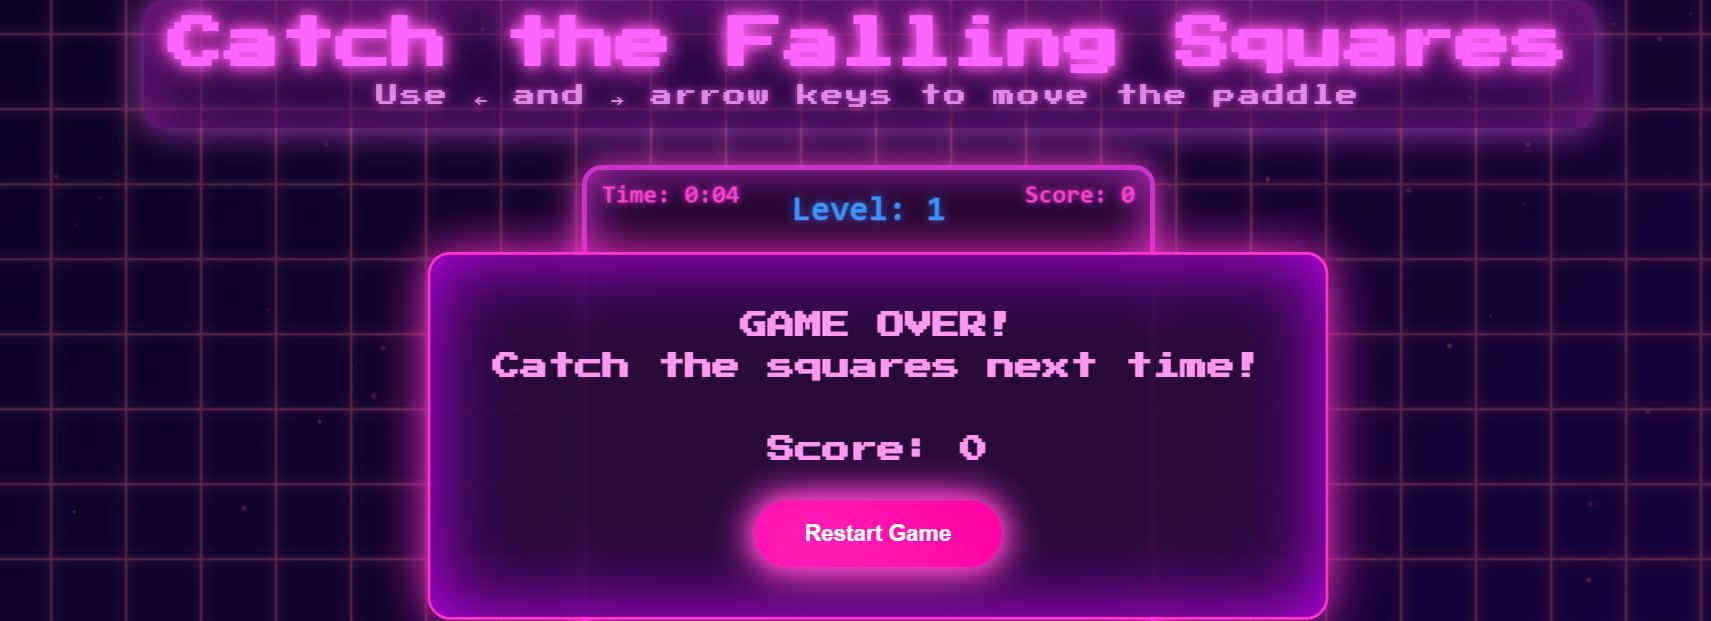 Catch the Falling Squares
Use ← and → arrow keys to move the paddle
Time: 0:04
Level: 1
Score: 0
GAME OVER!
Catch the squares next time!
Score: 0
Restart Game